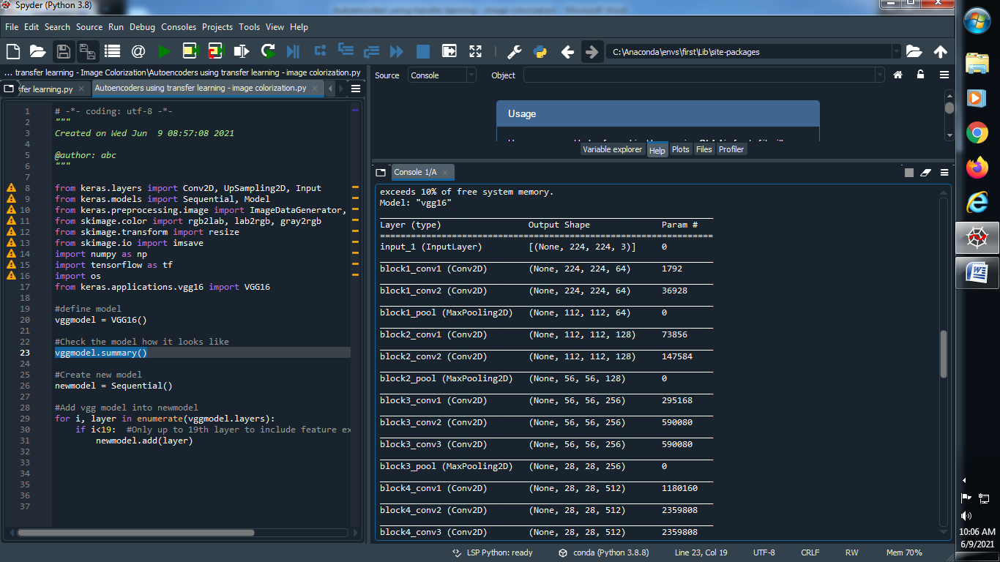 Spyder (Python 3.8)
File Edit Search Source Run Debug Consoles Projects Tools View Help
C:\Anaconda\envs\first\Lib\site-packages
... transfer learning - Image Colorization\Autoencoders using transfer learning - image colorization.py
sfer learning.py
Autoencoders using transfer learning - image colorization.py
1 # -*- coding: utf-8 -*-
2 """
3 Created on Wed Jun  9 08:57:08 2021
4
5 @author: abc
6 """
7
8 from keras.layers import Conv2D, UpSampling2D, Input
9 from keras.models import Sequential, Model
10 from keras.preprocessing.image import ImageDataGenerator,
11 from skimage.color import rgb2lab, lab2rgb, gray2rgb
12 from skimage.transform import resize
13 from skimage.io import imsave
14 import numpy as np
15 import tensorflow as tf
16 import os
17 from keras.applications.vgg16 import VGG16
18
19 #define model
20 vggmodel = VGG16()
21
22 #Check the model how it looks like
23 vggmodel.summary()
24
25 #Create new model
26 newmodel = Sequential()
27
28 #Add vgg model into newmodel
29 for i, layer in enumerate(vggmodel.layers):
30     if i<19:  #Only up to 19th layer to include feature ex
31         newmodel.add(layer)
32
33
34
35
36
37
Source Console Object
Usage
Variable explorer Help Plots Files Profiler
Console 1/A
exceeds 10% of free system memory.
Model: "vgg16"
Layer (type) Output Shape Param #
=================================================================
input_1 (InputLayer) [(None, 224, 224, 3)] 0
block1_conv1 (Conv2D) (None, 224, 224, 64) 1792
block1_conv2 (Conv2D) (None, 224, 224, 64) 36928
block1_pool (MaxPooling2D) (None, 112, 112, 64) 0
block2_conv1 (Conv2D) (None, 112, 112, 128) 73856
block2_conv2 (Conv2D) (None, 112, 112, 128) 147584
block2_pool (MaxPooling2D) (None, 56, 56, 128) 0
block3_conv1 (Conv2D) (None, 56, 56, 256) 295168
block3_conv2 (Conv2D) (None, 56, 56, 256) 590080
block3_conv3 (Conv2D) (None, 56, 56, 256) 590080
block3_pool (MaxPooling2D) (None, 28, 28, 256) 0
block4_conv1 (Conv2D) (None, 28, 28, 512) 1180160
block4_conv2 (Conv2D) (None, 28, 28, 512) 2359808
block4_conv3 (Conv2D) (None, 28, 28, 512) 2359808
LSP Python: ready conda (Python 3.8.8) Line 23, Col 19 UTF-8 CRLF RW Mem 70%
10:06 AM
6/9/2021